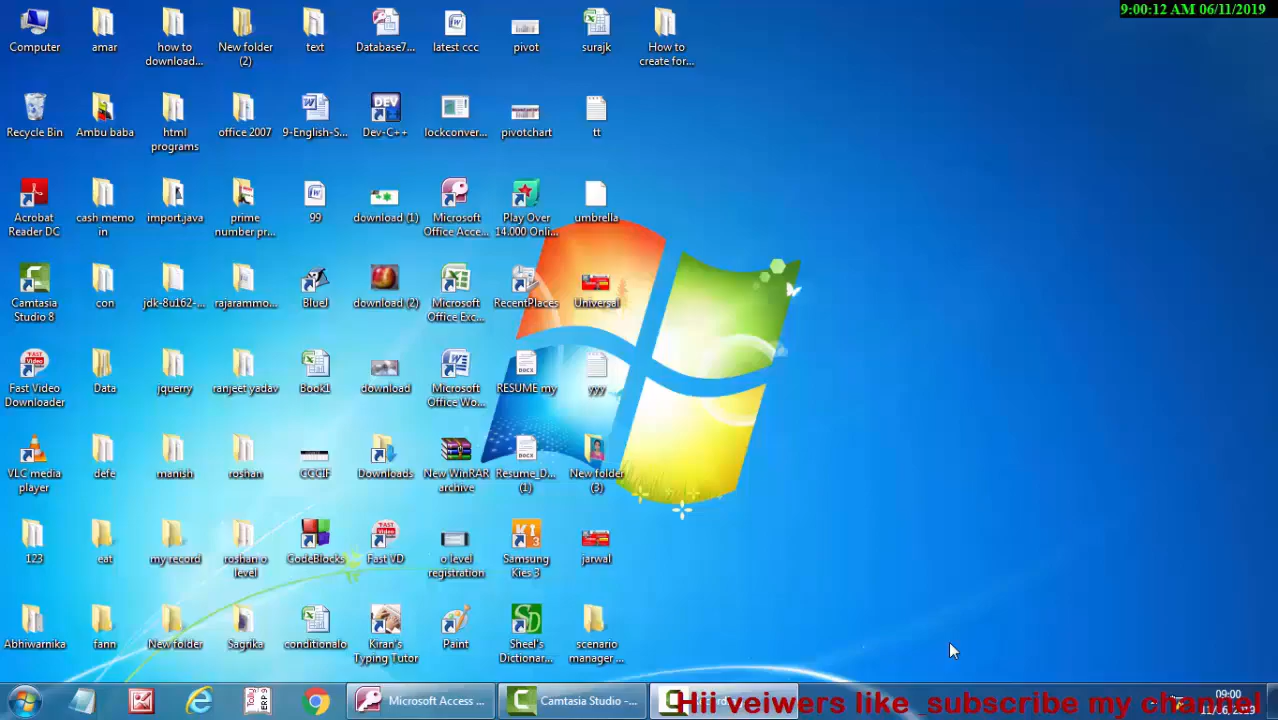 9:00:12 AM 06/11/2019
Computer
amar
how to
download...
New folder
(2)
text
Database7...
latest ccc
pivot
surajk
How to
create for...
Recycle Bin
Ambu baba
html
programs
office 2007
9-English-S...
DEV
Dev-C++
lockconver...
pivotchart
tt
Acrobat
Reader DC
cash memo
in
import.java
prime
number pr...
99
download (1)
Microsoft
Office Acce...
Play Over
14.000 Onli...
umbrella
Camtasia
Studio 8
con
jdk-8u162-...
rajarammo...
BlueJ
download (2)
Microsoft
Office Exc...
RecentPlaces
Universal
Fast Video
Downloader
Data
jquerry
ranjeet yadav
Book1
download
Microsoft
Office Wo...
RESUME my
yyy
VLC media
player
defe
manish
roshan
CCCIF
Downloads
New WinRAR
archive
Resume_D...
(1)
New folder
(3)
123
eat
my record
roshan o
level
CodeBlocks
Fast VD
o level
registration
Samsung
Kies 3
jarwal
Abhiwarnika
fann
New folder
Sagrika
conditionalo
Kiran's
Typing Tutor
Paint
Sheel's
Dictionar...
scenario
manager ...
Tally
ERP9
Microsoft Access ...
Camtasia Studio -...
Hii veiwers like subscribe my channel
09:00